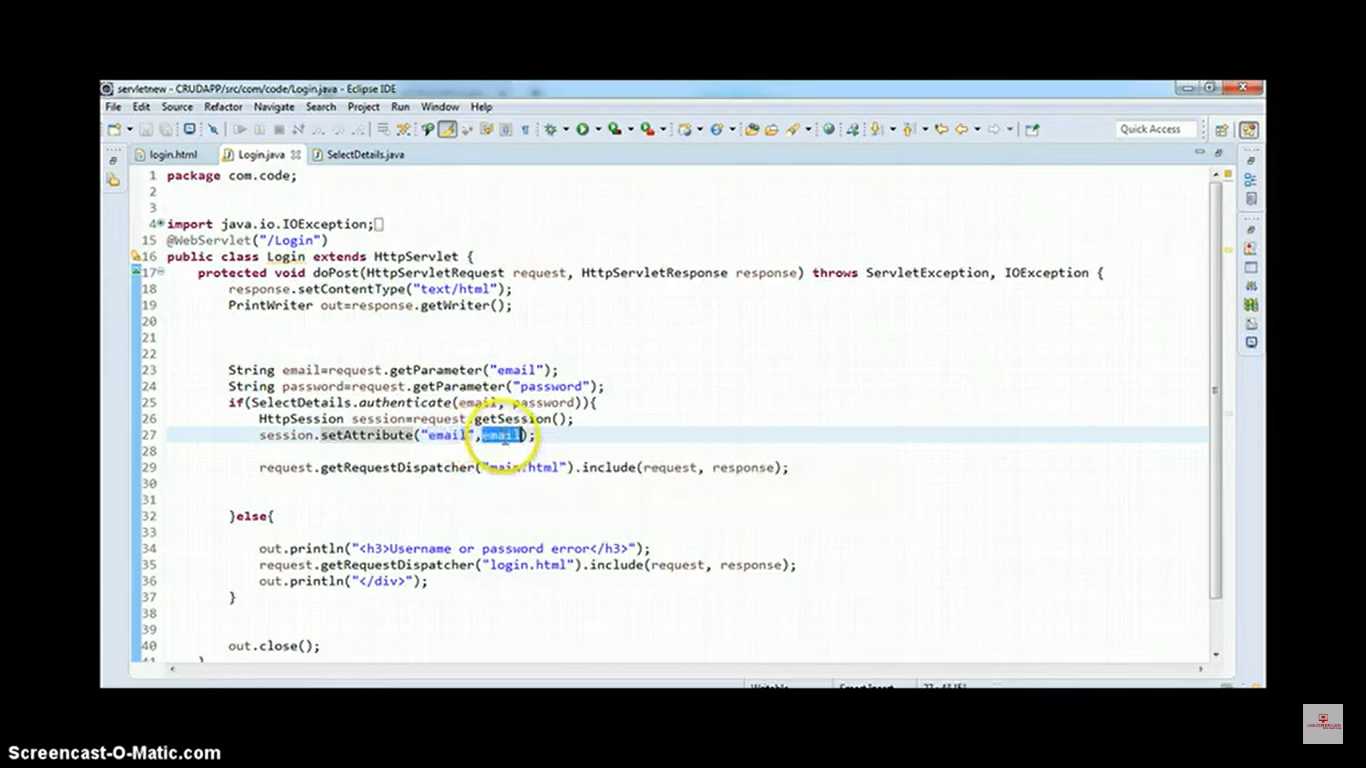 servletnew - CRUDAPP/src/com/code/Login.java - Eclipse IDE
File Edit Source Refactor Navigate Search Project Run Window Help
Quick Access
login.html Login.java SelectDetails.java
1 package com.code;
2
3
4 import java.io.IOException;
15 @WebServlet("/Login")
16 public class Login extends HttpServlet {
17 protected void doPost(HttpServletRequest request, HttpServletResponse response) throws ServletException, IOException {
18 response.setContentType("text/html");
19 PrintWriter out=response.getWriter();
20
21
22
23 String email=request.getParameter("email");
24 String password=request.getParameter("password");
25 if(SelectDetails.authenticate(email, password)){
26 HttpSession session=request.getSession();
27 session.setAttribute("email",email);
28
29 request.getRequestDispatcher("main.html").include(request, response);
30
31
32 }else{
33
34 out.println("<h3>Username or password error</h3>");
35 request.getRequestDispatcher("login.html").include(request, response);
36 out.println("</div>");
37 }
38
39
40 out.close();
41 }
Screencast-O-Matic.com